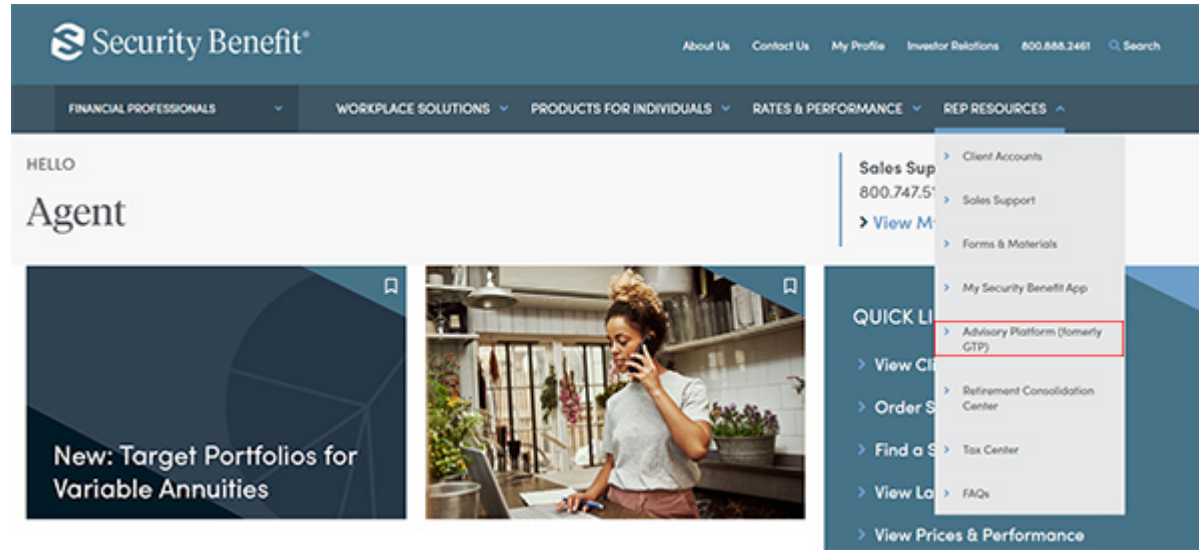 Security Benefit®
About Us Contact Us My Profile Investor Relations 800.888.2461 Search
FINANCIAL PROFESSIONALS WORKPLACE SOLUTIONS PRODUCTS FOR INDIVIDUALS RATES & PERFORMANCE REP RESOURCES
HELLO
Agent
Sales Sup
800.747.5
View M
Client Accounts
Sales Support
Forms & Materials
My Security Benefit App
Advisory Platform (fomerly
GTP)
Retirement Consolidation
Center
Tax Center
FAQs
New: Target Portfolios for
Variable Annuities
QUICK LI
View Cli
Order S
Find a S
View La
View Prices & Performance